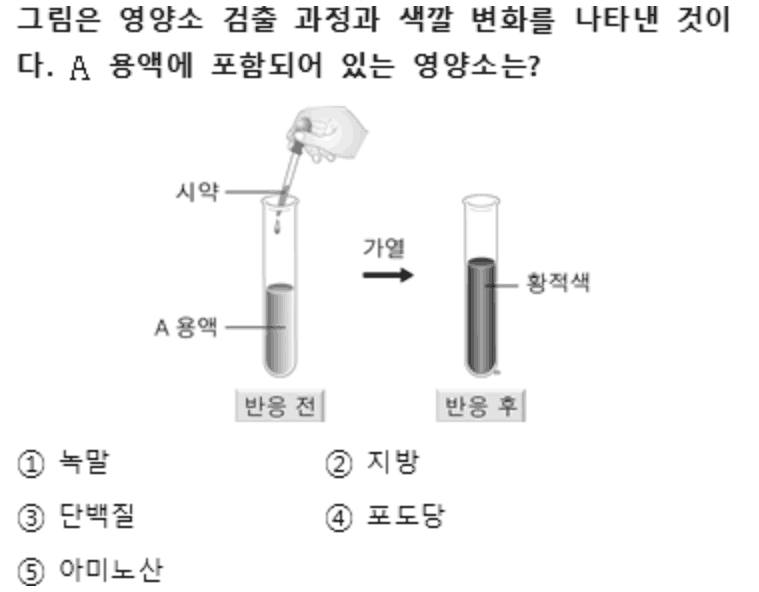 그림은 영양소 검출 과정과 색깔 변화를 나타낸 것이
다. A 용액에 포함되어 있는 영양소는?
시약
가열
황적색
A 용액
반응 전
반응 후
① 녹말
② 지방
③ 단백질
④ 포도당
⑤ 아미노산